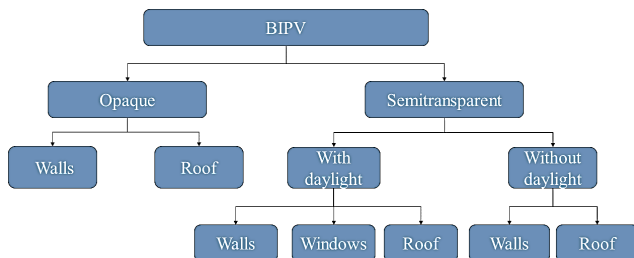 BIPV
Opaque
Semitransparent
Walls
Roof
With
daylight
Without
daylight
Walls
Windows
Roof
Walls
Roof